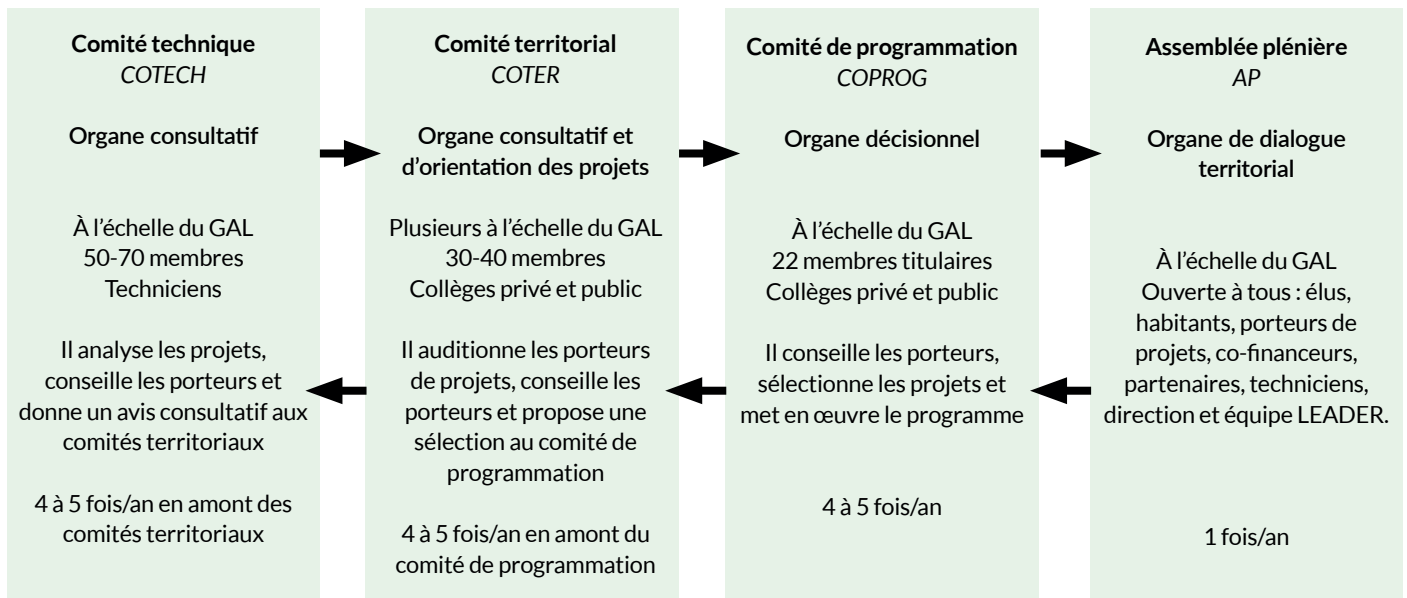 Comité technique
COTECH
Organe consultatif
À l'échelle du GAL
50-70 membres
Techniciens
Il analyse les projets,
conseille les porteurs et
donne un avis consultatif aux
comités territoriaux
4 à 5 fois/an en amont des
comités territoriaux
Comité territorial
COTER
Organe consultatif et
d'orientation des projets
Plusieurs à l'échelle du GAL
30-40 membres
Collèges privé et public
Il auditionne les porteurs
de projets, conseille les
porteurs et propose une
sélection au comité de
programmation
4 à 5 fois/an en amont du
comité de programmation
Comité de programmation
COPROG
Organe décisionnel
À l'échelle du GAL
22 membres titulaires
Collèges privé et public
Il conseille les porteurs,
sélectionne les projets et
met en œuvre le programme
4 à 5 fois/an
Assemblée plénière
AP
Organe de dialogue
territorial
À l'échelle du GAL
Ouverte à tous : élus,
habitants, porteurs de
projets, co-financeurs,
partenaires, techniciens,
direction et équipe LEADER.
1 fois/an